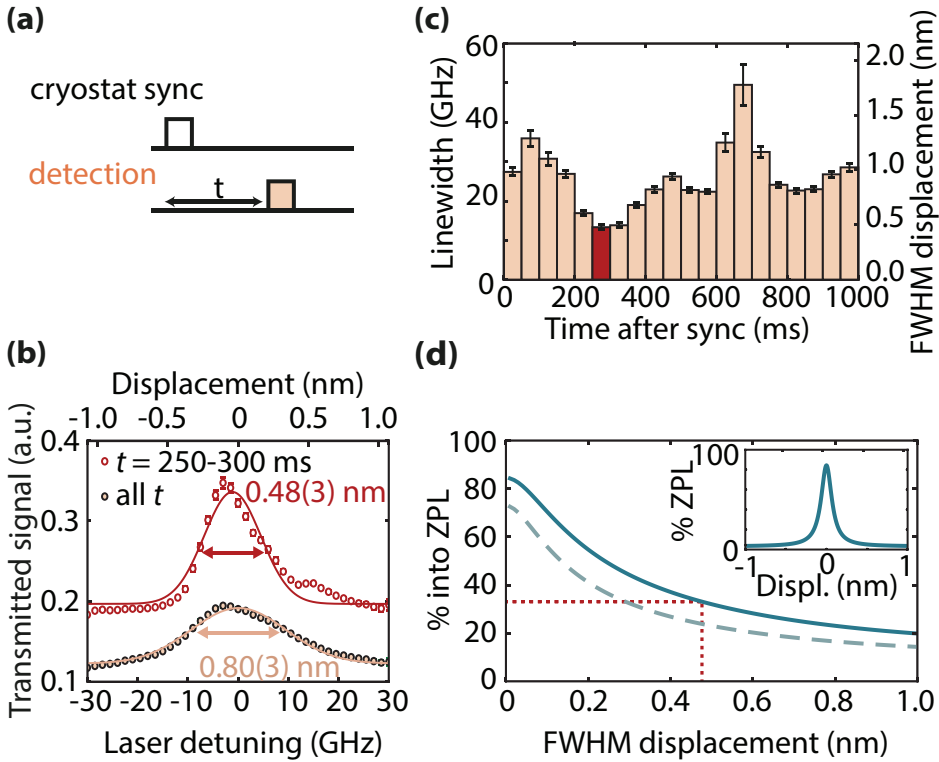 (a)
cryostat sync
detection
t
(c)
60
40
20
0
Linewidth (GHz)
2.0
1.5
1.0
0.5
0.0
FWHM displacement (nm)
0 200 400 600 800 1000
Time after sync (ms)
(b)
Displacement (nm)
-1.0 -0.5 0 0.5 1.0
0.4
0.3
0.2
0.1
Transmitted signal (a.u.)
t = 250-300 ms
all t
0.48(3) nm
0.80(3) nm
-30 -20 -10 0 10 20 30
Laser detuning (GHz)
(d)
100
80
60
40
20
0
% into ZPL
100
0
% ZPL
-1 0 1
Displ. (nm)
0 0.2 0.4 0.6 0.8 1.0
FWHM displacement (nm)